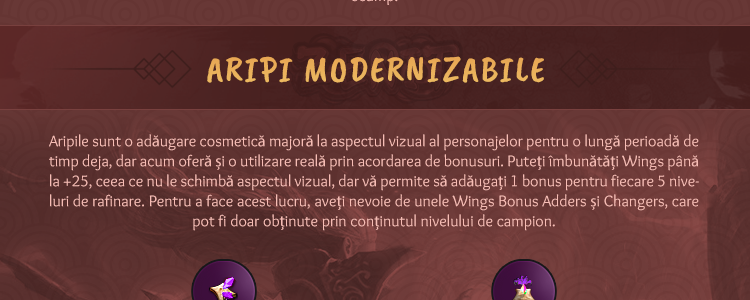 ARIPI MODERNIZABILE
Aripile sunt o adăugare cosmetică majoră la aspectul vizual al personajelor pentru o lungă perioadă de
timp deja, dar acum oferă și o utilizare reală prin acordarea de bonusuri. Puteți îmbunătăți Wings până
la +25, ceea ce nu le schimbă aspectul vizual, dar vă permite să adăugați 1 bonus pentru fiecare 5 nive-
luri de rafinare. Pentru a face acest lucru, aveți nevoie de unele Wings Bonus Adders și Changers, care
pot fi doar obținute prin conținutul nivelului de campion.